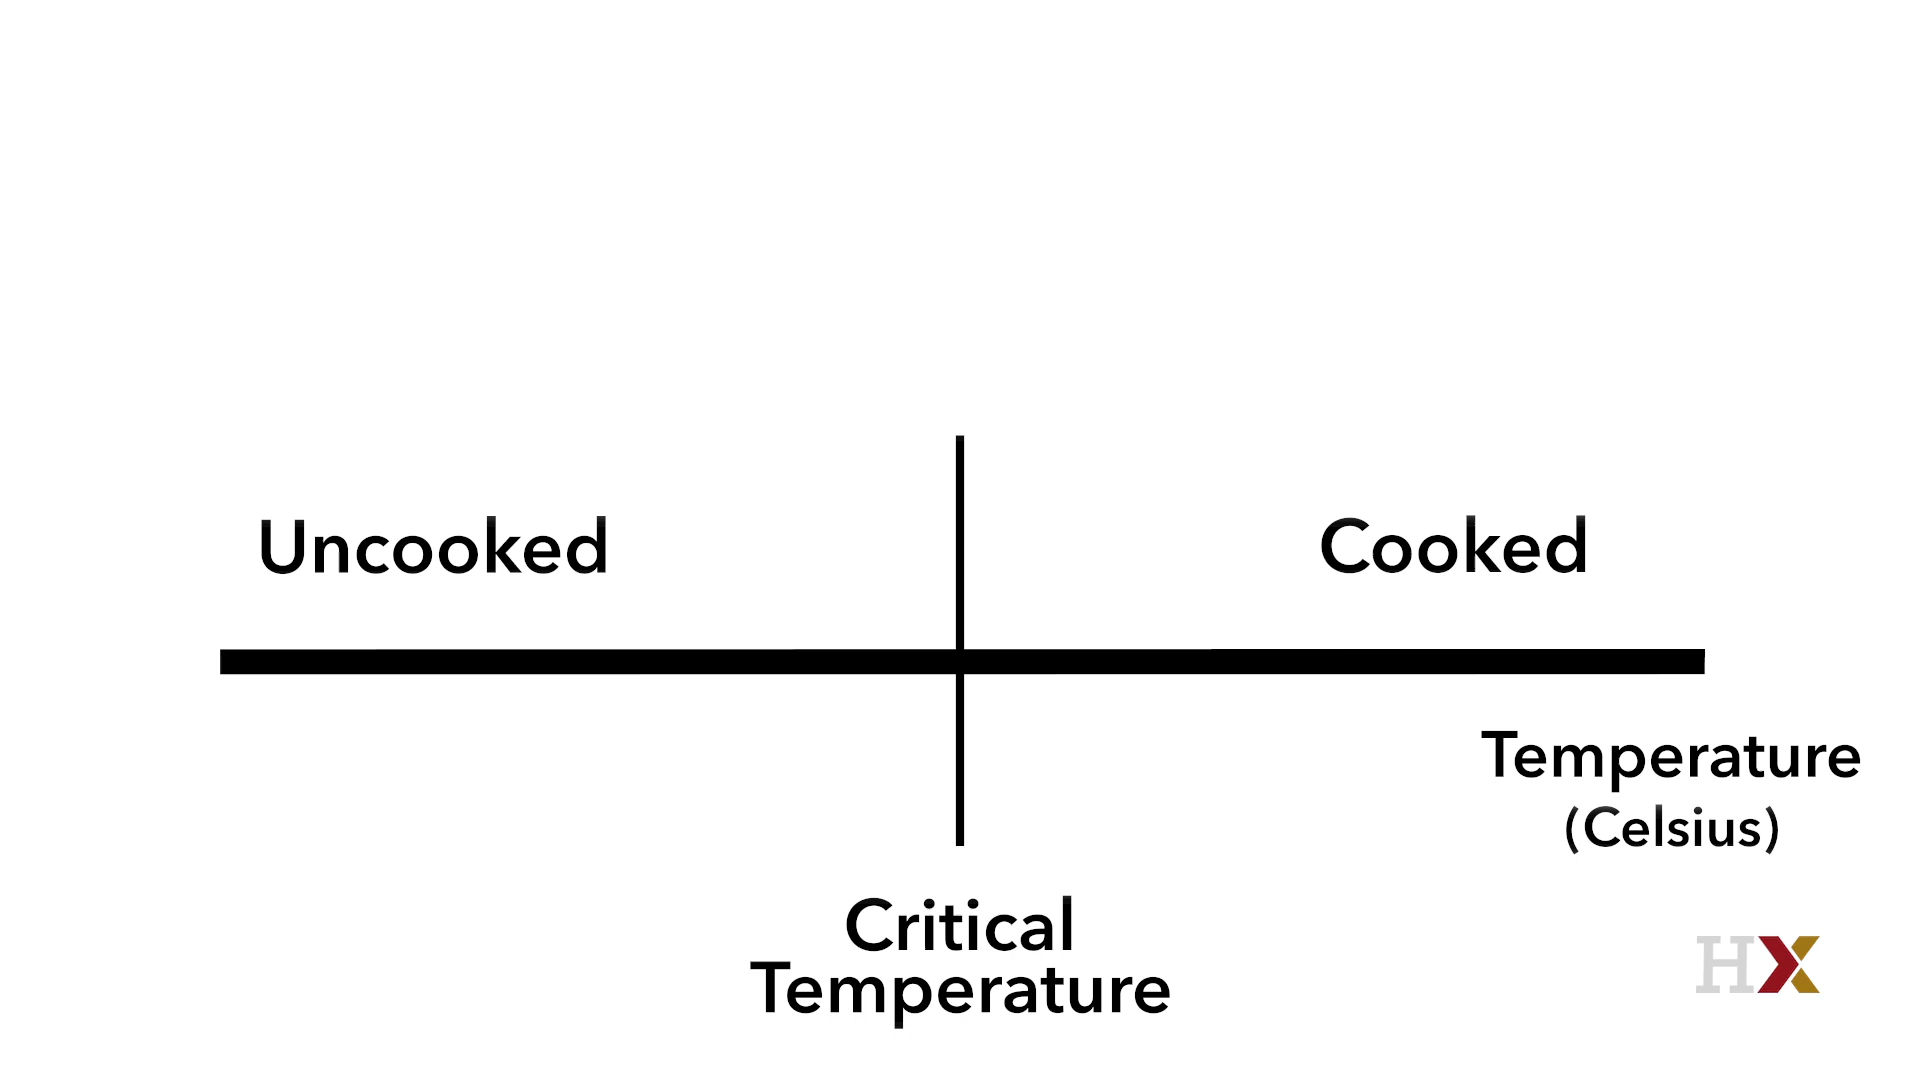 Uncooked
Cooked
Temperature
(Celsius)
Critical
Temperature
HX